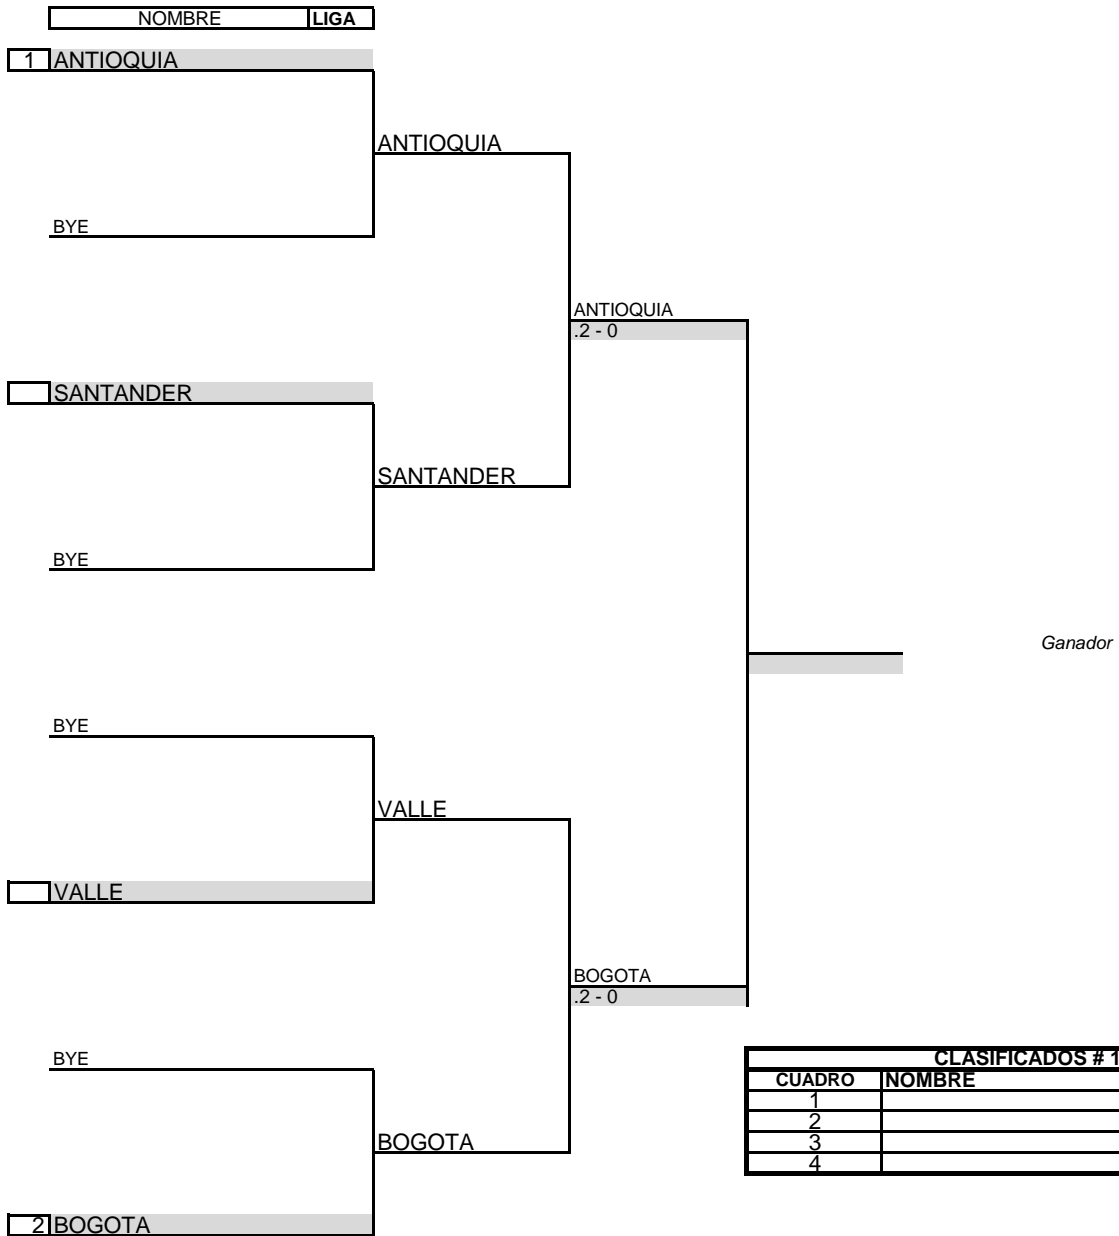 NOMBRE LIGA
1 ANTIOQUIA
ANTIOQUIA
BYE
ANTIOQUIA
.2 - 0
SANTANDER
SANTANDER
BYE
Ganador
BYE
VALLE
VALLE
BOGOTA
.2 - 0
BYE
CLASIFICADOS # 1
CUADRO NOMBRE
1
2
3
4
BOGOTA
2 BOGOTA